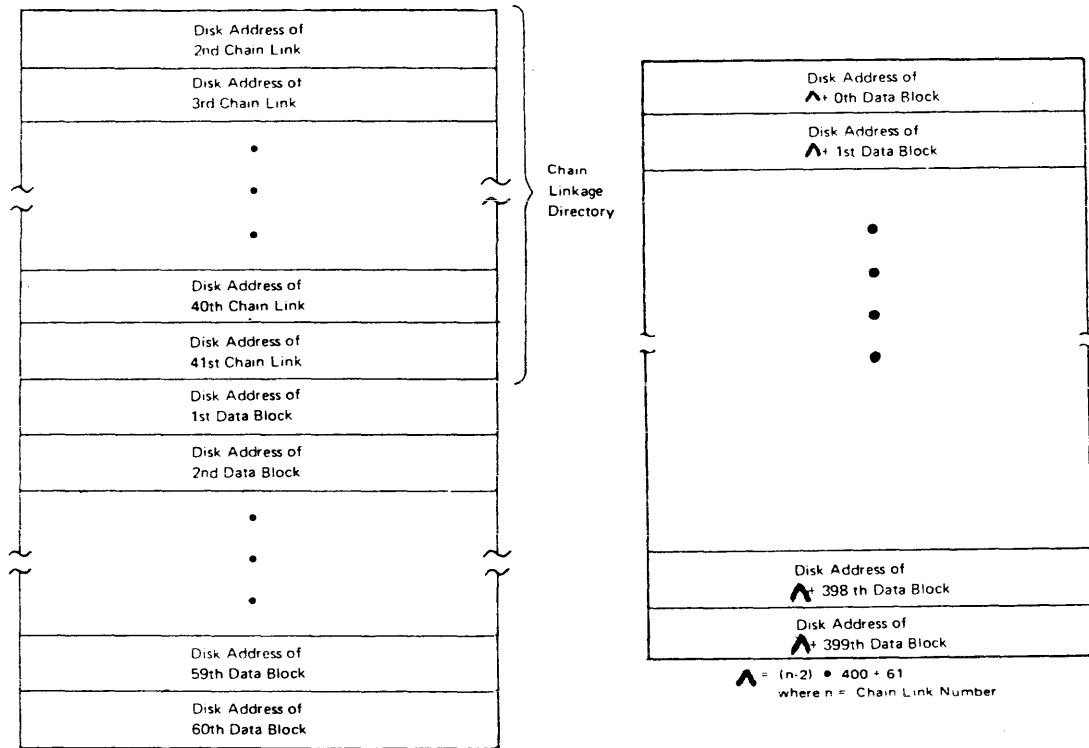 Disk Address of
2nd Chain Link
Disk Address of
3rd Chain Link
Disk Address of
40th Chain Link
Disk Address of
41st Chain Link
Disk Address of
1st Data Block
Disk Address of
2nd Data Block
Disk Address of
59th Data Block
Disk Address of
60th Data Block
Chain
Linkage
Directory
Disk Address of
Λ+ 0th Data Block
Disk Address of
Λ+ 1st Data Block
Disk Address of
Λ+ 398 th Data Block
Disk Address of
Λ+ 399th Data Block
Λ = (n-2) • 400 + 61
where n = Chain Link Number